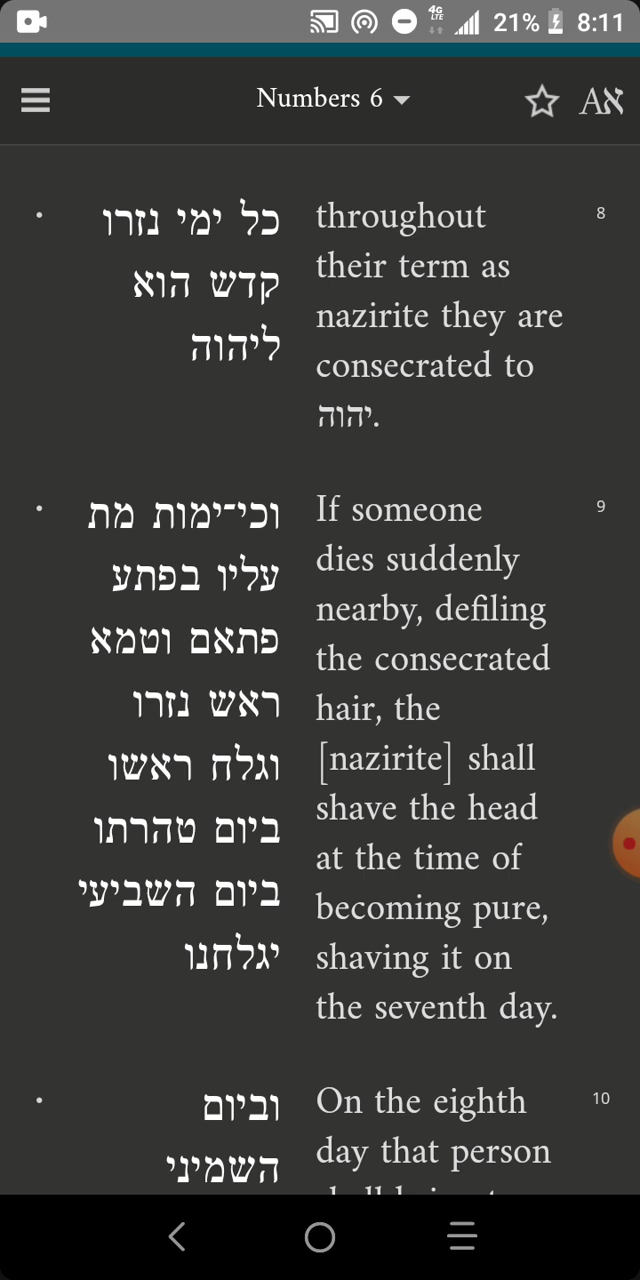 4G
LTE
21%
8:11
Numbers 6
Aא
כל ימי נזרו
קדש הוא
ליהוה
throughout
their term as
nazirite they are
consecrated to
יהוה.
8
וכי־ימות מת
עליו בפתע
פתאם וטמא
ראש נזרו
וגלח ראשו
ביום טהרתו
ביום השביעי
יגלחנו
If someone
dies suddenly
nearby, defiling
the consecrated
hair, the
[nazirite] shall
shave the head
at the time of
becoming pure,
shaving it on
the seventh day.
9
וביום
השמיני
On the eighth
day that person
10